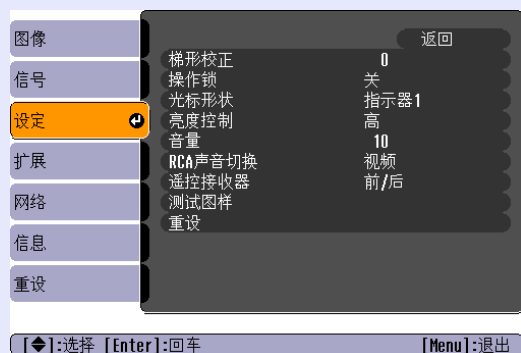 图像
信号
设定
扩展
网络
信息
重设
返回
梯形校正 0
操作锁 关
光标形状 指示器1
亮度控制 高
音量 10
RCA声音切换 视频
遥控接收器 前/后
测试图样
重设
[◆]:选择 [Enter]:回车 [Menu]:退出